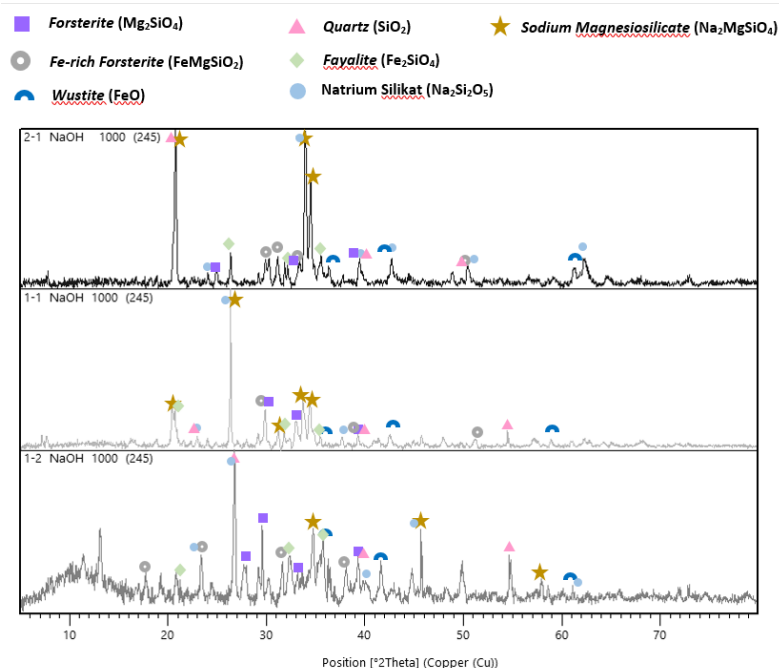 Forsterite (Mg₂SiO₄)
Quartz (SiO₂)
Sodium Magnesiosilicate (Na₂MgSiO₄)
Fe-rich Forsterite (FeMgSiO₂)
Fayalite (Fe₂SiO₄)
Wustite (FeO)
Natrium Silikat (Na₂Si₂O₅)
2-1 NaOH 1000 (245)
1-1 NaOH 1000 (245)
1-2 NaOH 1000 (245)
10 20 30 40 50 60 70
Position [°2Theta] (Copper (Cu))